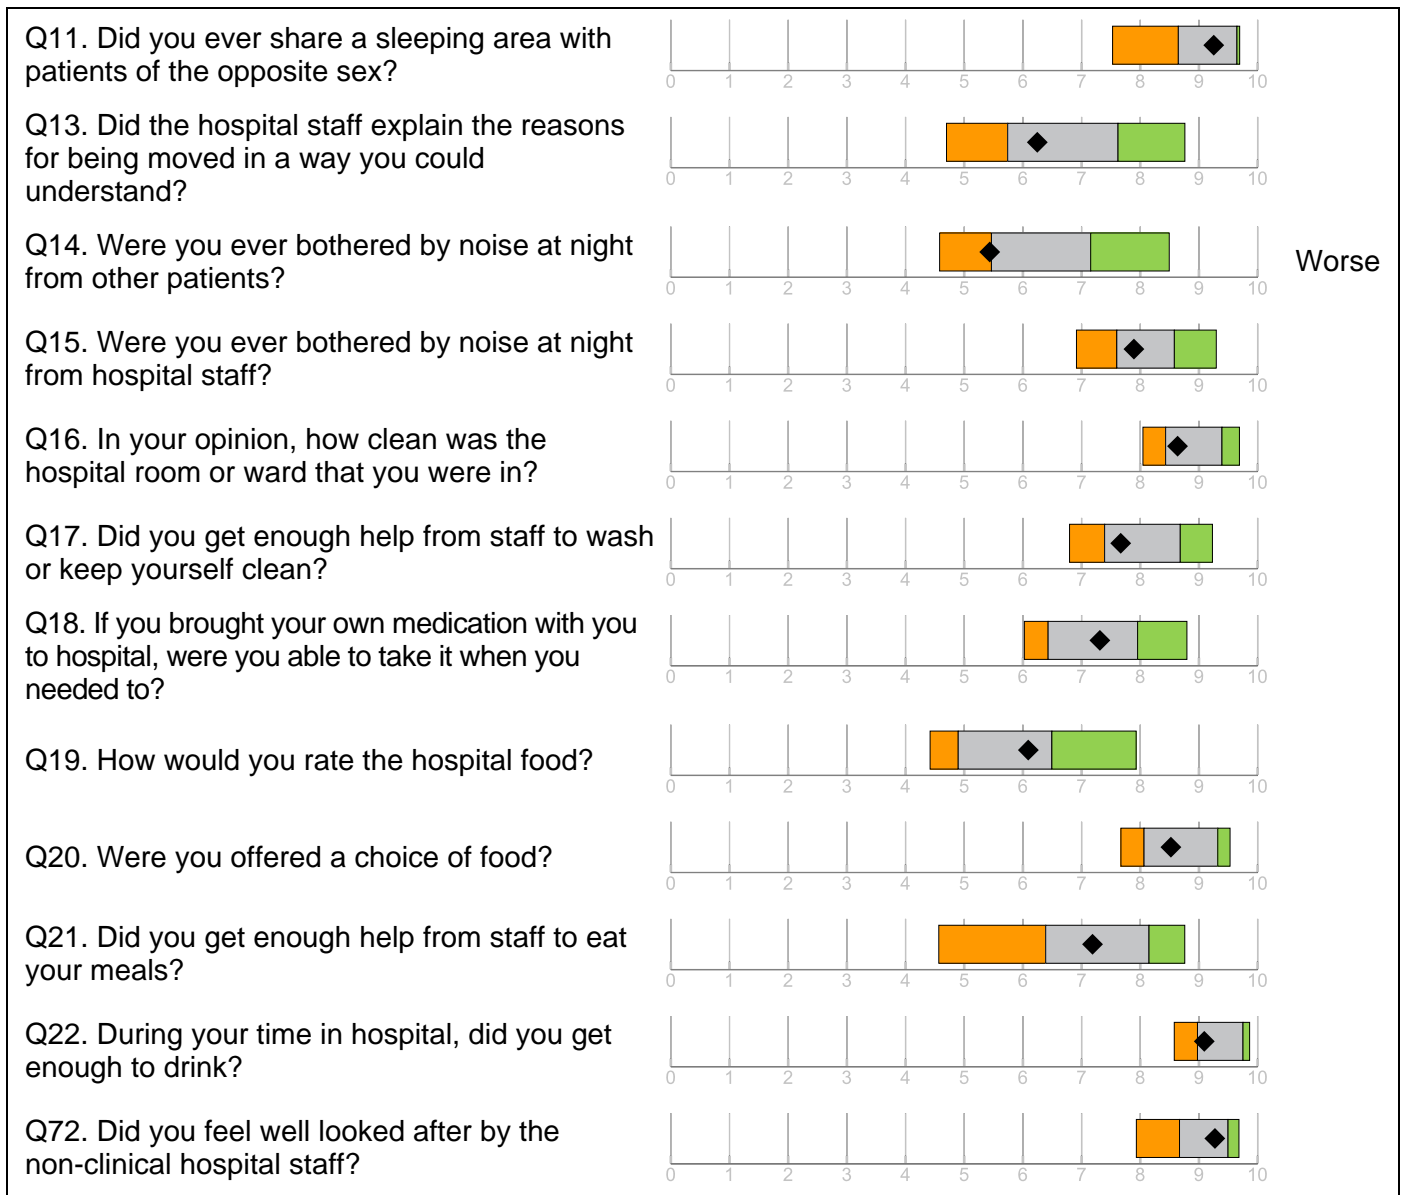 Q11. Did you ever share a sleeping area with
patients of the opposite sex?
0 1 2 3 4 5 6 7 8 9 10
Q13. Did the hospital staff explain the reasons
for being moved in a way you could
understand?
0 1 2 3 4 5 6 7 8 9 10
Q14. Were you ever bothered by noise at night
from other patients?
0 1 2 3 4 5 6 7 8 9 10
Worse
Q15. Were you ever bothered by noise at night
from hospital staff?
0 1 2 3 4 5 6 7 8 9 10
Q16. In your opinion, how clean was the
hospital room or ward that you were in?
0 1 2 3 4 5 6 7 8 9 10
Q17. Did you get enough help from staff to wash
or keep yourself clean?
0 1 2 3 4 5 6 7 8 9 10
Q18. If you brought your own medication with you
to hospital, were you able to take it when you
needed to?
0 1 2 3 4 5 6 7 8 9 10
Q19. How would you rate the hospital food?
0 1 2 3 4 5 6 7 8 9 10
Q20. Were you offered a choice of food?
0 1 2 3 4 5 6 7 8 9 10
Q21. Did you get enough help from staff to eat
your meals?
0 1 2 3 4 5 6 7 8 9 10
Q22. During your time in hospital, did you get
enough to drink?
0 1 2 3 4 5 6 7 8 9 10
Q72. Did you feel well looked after by the
non-clinical hospital staff?
0 1 2 3 4 5 6 7 8 9 10